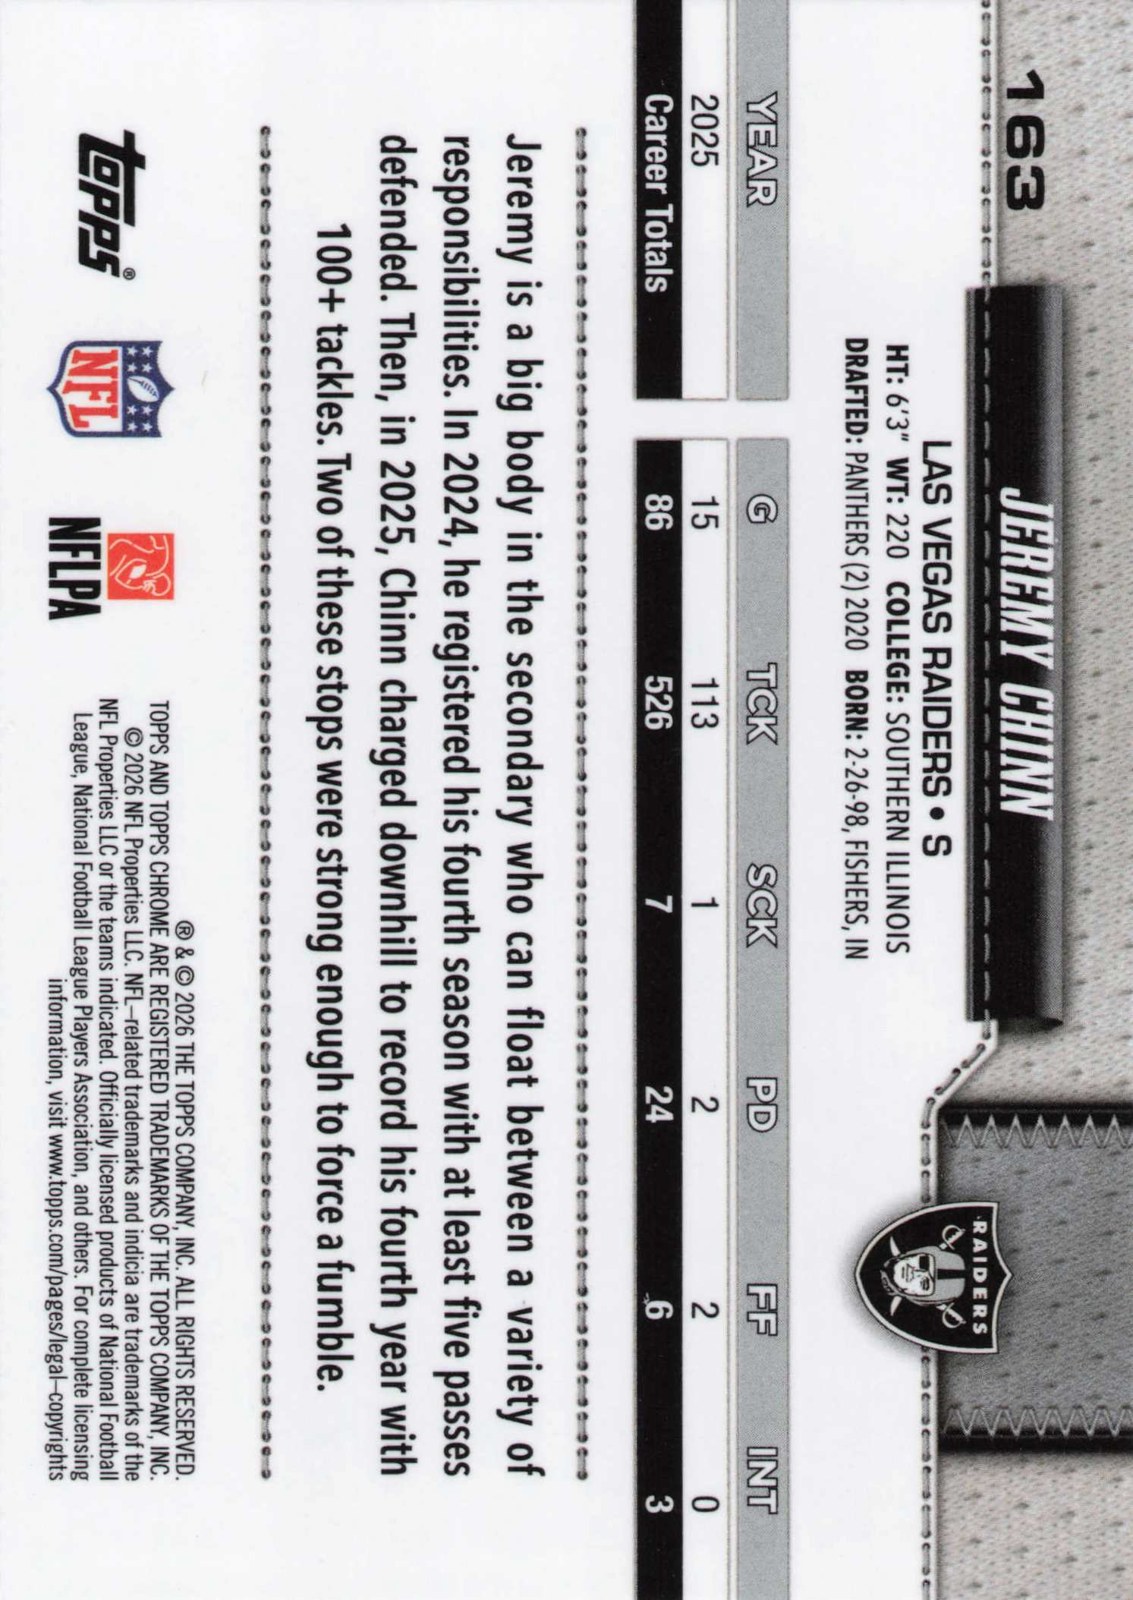 163
JEREMY CHINN
LAS VEGAS RAIDERS • S
HT: 6'3" WT: 220 COLLEGE: SOUTHERN ILLINOIS
DRAFTED: PANTHERS (2) 2020 BORN: 2-26-98, FISHERS, IN
RAIDERS
YEAR G TCK SCK PD FF INT
2025 15 113 1 2 2 0
Career Totals 86 526 7 24 6 3
Jeremy is a big body in the secondary who can float between a variety of
responsibilities. In 2024, he registered his fourth season with at least five passes
defended. Then, in 2025, Chinn charged downhill to record his fourth year with
100+ tackles. Two of these stops were strong enough to force a fumble.
topps®
NFL
NFLPA
® & © 2026 THE TOPPS COMPANY, INC. ALL RIGHTS RESERVED.
TOPPS AND TOPPS CHROME ARE REGISTERED TRADEMARKS OF THE TOPPS COMPANY, INC.
© 2026 NFL Properties LLC. NFL–related trademarks and indicia are trademarks of the
NFL Properties LLC or the teams indicated. Officially licensed products of National Football
League, National Football League Players Association, and others. For complete licensing
information, visit www.topps.com/pages/legal–copyrights